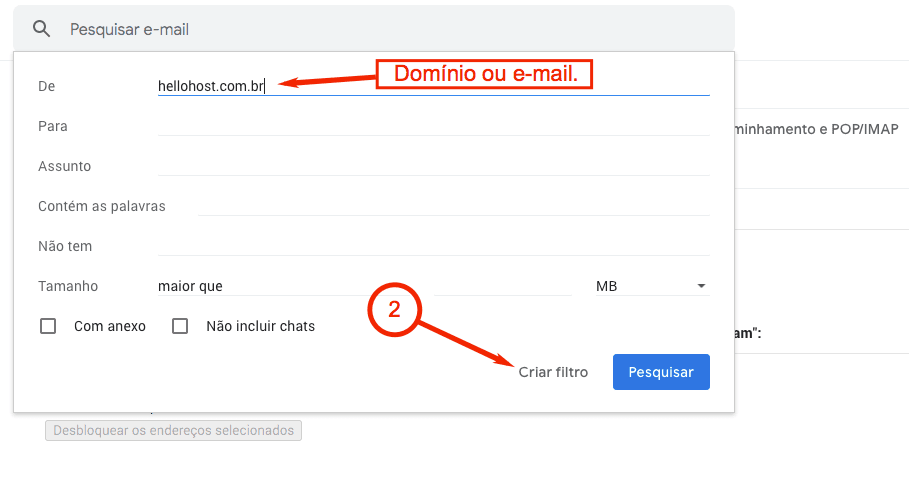 Pesquisar e-mail
Domínio ou e-mail.
De
hellohost.com.br
Para
minhamento e POP/IMAP
Assunto
Contém as palavras
Não tem
Tamanho
maior que
MB
2
Com anexo
Não incluir chats
am":
Criar filtro
Pesquisar
Desbloquear os endereços selecionados